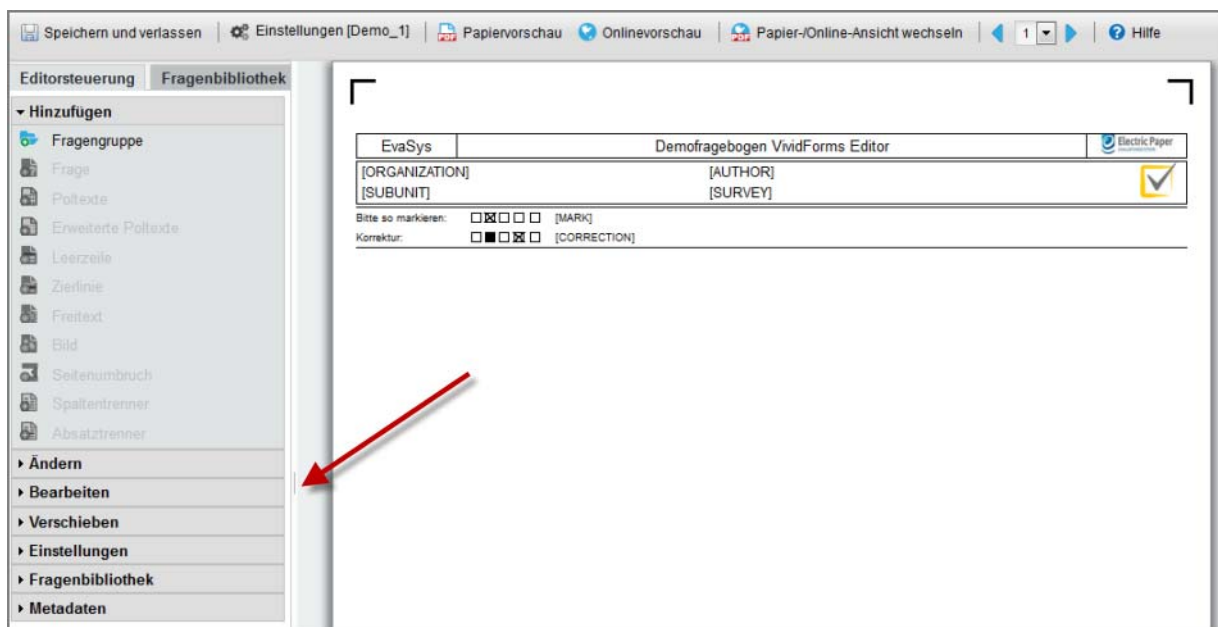 Speichern und verlassen Einstellungen [Demo_1] Papiervorschau Onlinevorschau Papier-/Online-Ansicht wechseln 1 Hilfe
Editorsteuerung Fragenbibliothek
Hinzufügen
Fragengruppe
Frage
Poltexte
Erweiterte Poltexte
Leerzeile
Zierlinie
Freitext
Bild
Seitenumbruch
Spaltentrenner
Absatztrenner
Ändern
Bearbeiten
Verschieben
Einstellungen
Fragenbibliothek
Metadaten
EvaSys Demofragebogen VividForms Editor Electric Paper
[ORGANIZATION] [AUTHOR]
[SUBUNIT] [SURVEY]
Bitte so markieren: [MARK]
Korrektur: [CORRECTION]